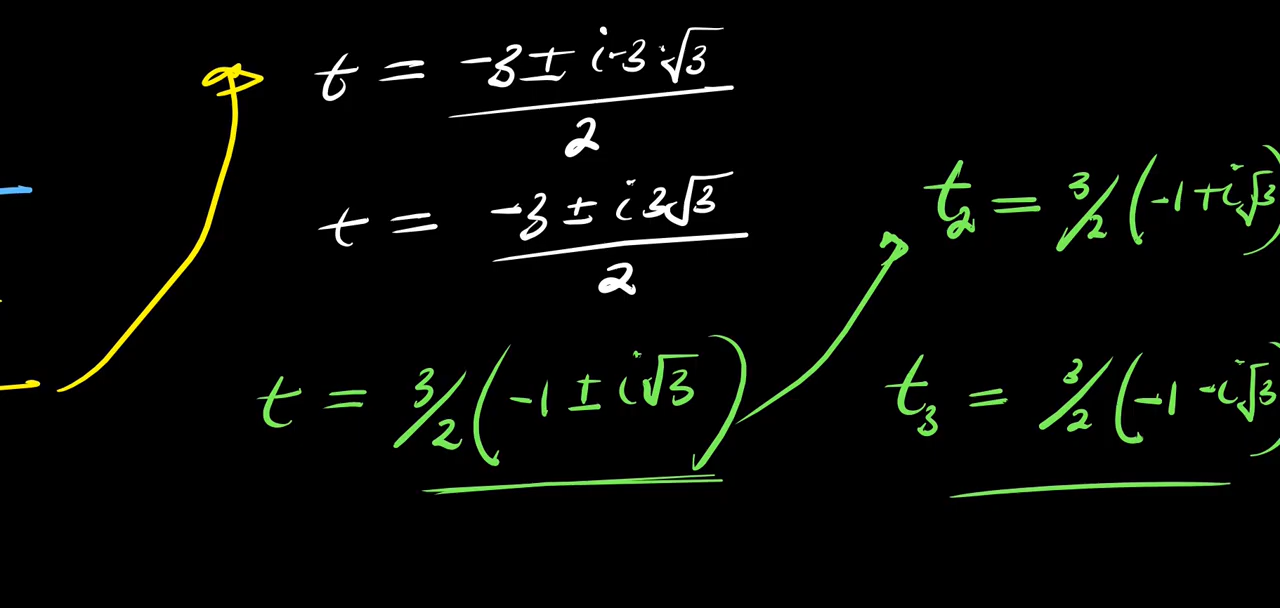 t = (-3 ± i·3·√3)/2
t = (-3 ± i3√3)/2
t = 3/2(-1 ± i√3)
t₂ = 3/2(-1+i√3)
t₃ = 3/2(-1-i√3)